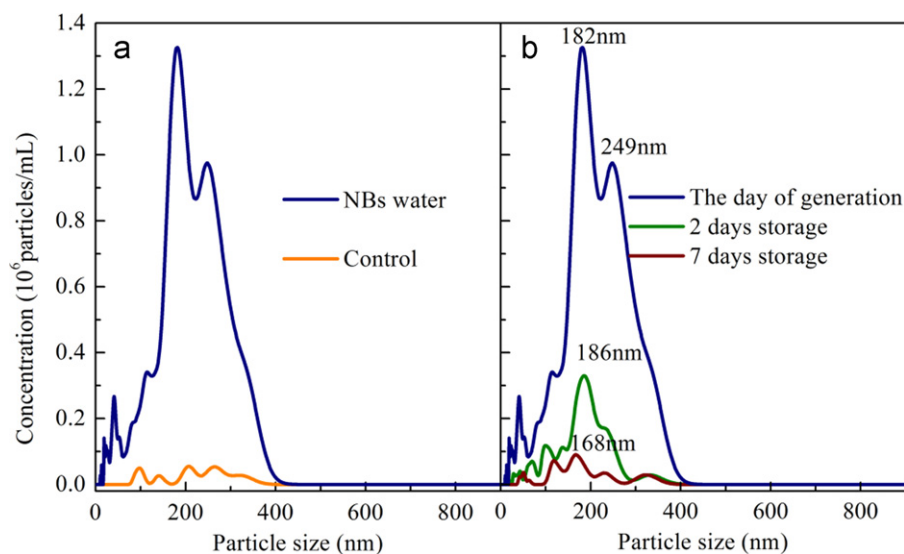 a
b
Concentration (10⁶particles/mL)
1.4
1.2
1.0
0.8
0.6
0.4
0.2
0.0
NBs water
Control
0
200
400
600
800
Particle size (nm)
182nm
249nm
The day of generation
2 days storage
7 days storage
186nm
168nm
0
200
400
600
800
Particle size (nm)